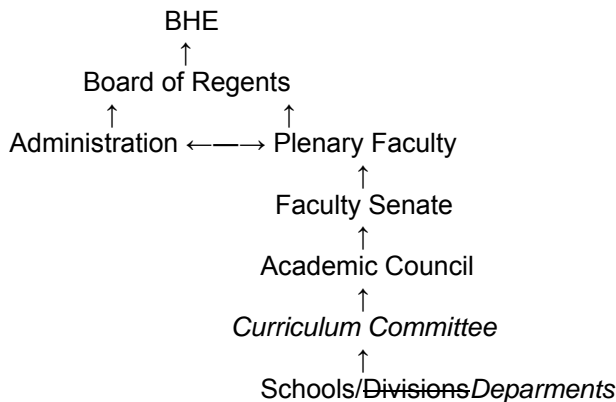 BHE
↑
Board of Regents
↑ ↑
Administration ←—→ Plenary Faculty
↑
Faculty Senate
↑
Academic Council
↑
Curriculum Committee
↑
Schools/DivisionsDeparments